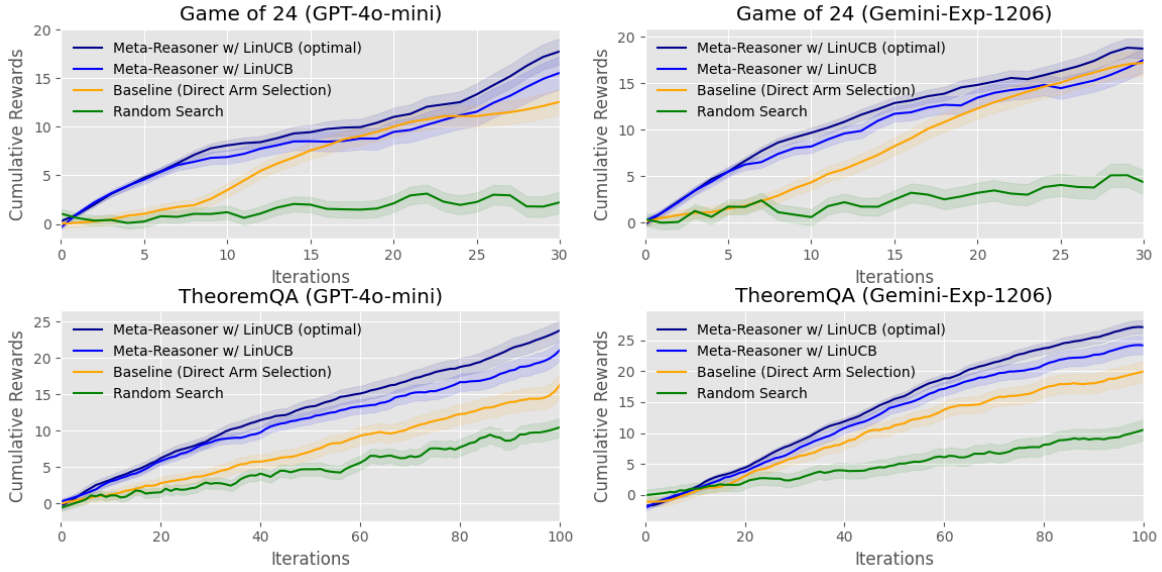 Game of 24 (GPT-4o-mini)
Cumulative Rewards
20
15
10
5
0
Meta-Reasoner w/ LinUCB (optimal)
Meta-Reasoner w/ LinUCB
Baseline (Direct Arm Selection)
Random Search
0 5 10 15 20 25 30
Iterations
Game of 24 (Gemini-Exp-1206)
Cumulative Rewards
20
15
10
5
0
Meta-Reasoner w/ LinUCB (optimal)
Meta-Reasoner w/ LinUCB
Baseline (Direct Arm Selection)
Random Search
0 5 10 15 20 25 30
Iterations
TheoremQA (GPT-4o-mini)
Cumulative Rewards
25
20
15
10
5
0
Meta-Reasoner w/ LinUCB (optimal)
Meta-Reasoner w/ LinUCB
Baseline (Direct Arm Selection)
Random Search
0 20 40 60 80 100
Iterations
TheoremQA (Gemini-Exp-1206)
Cumulative Rewards
25
20
15
10
5
0
Meta-Reasoner w/ LinUCB (optimal)
Meta-Reasoner w/ LinUCB
Baseline (Direct Arm Selection)
Random Search
0 20 40 60 80 100
Iterations